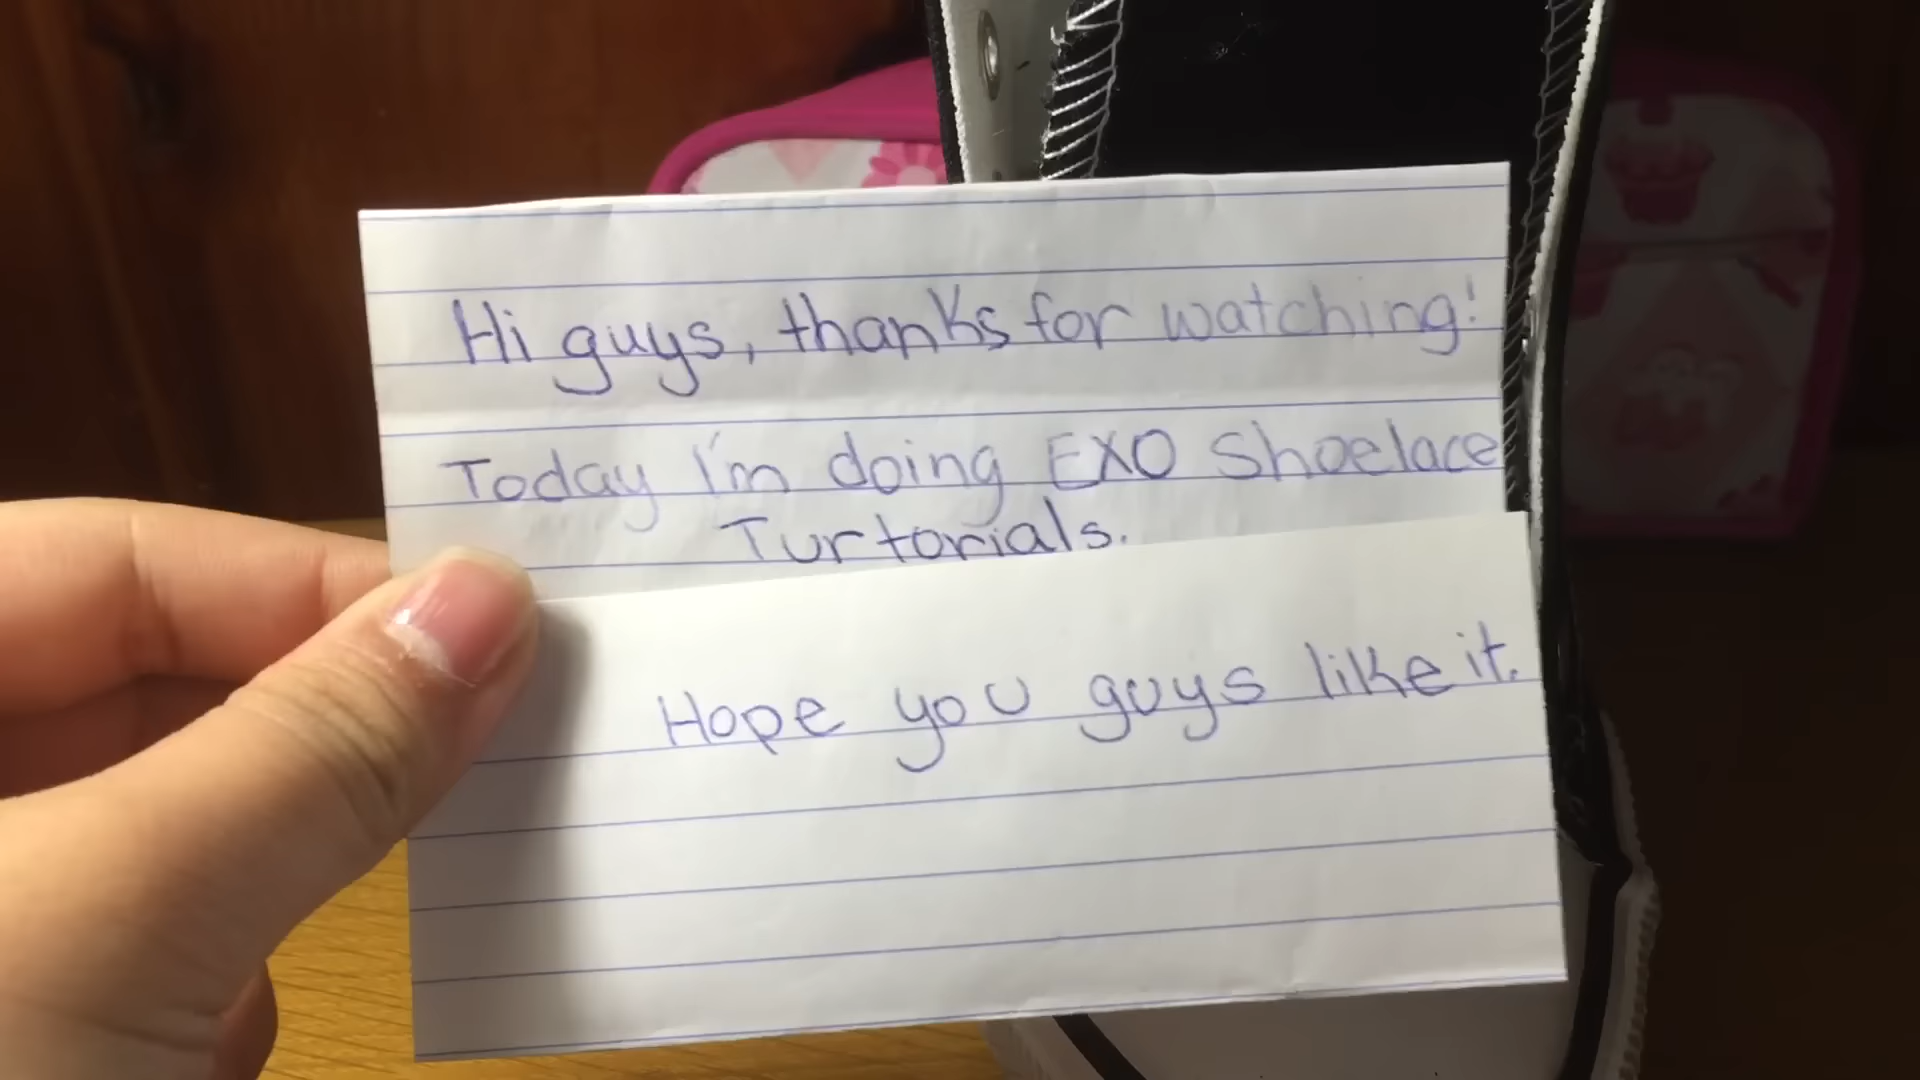 Hi guys, thanks for watching!
Today I'm doing EXO Shoelace
Turtorials.
Hope you guys like it.